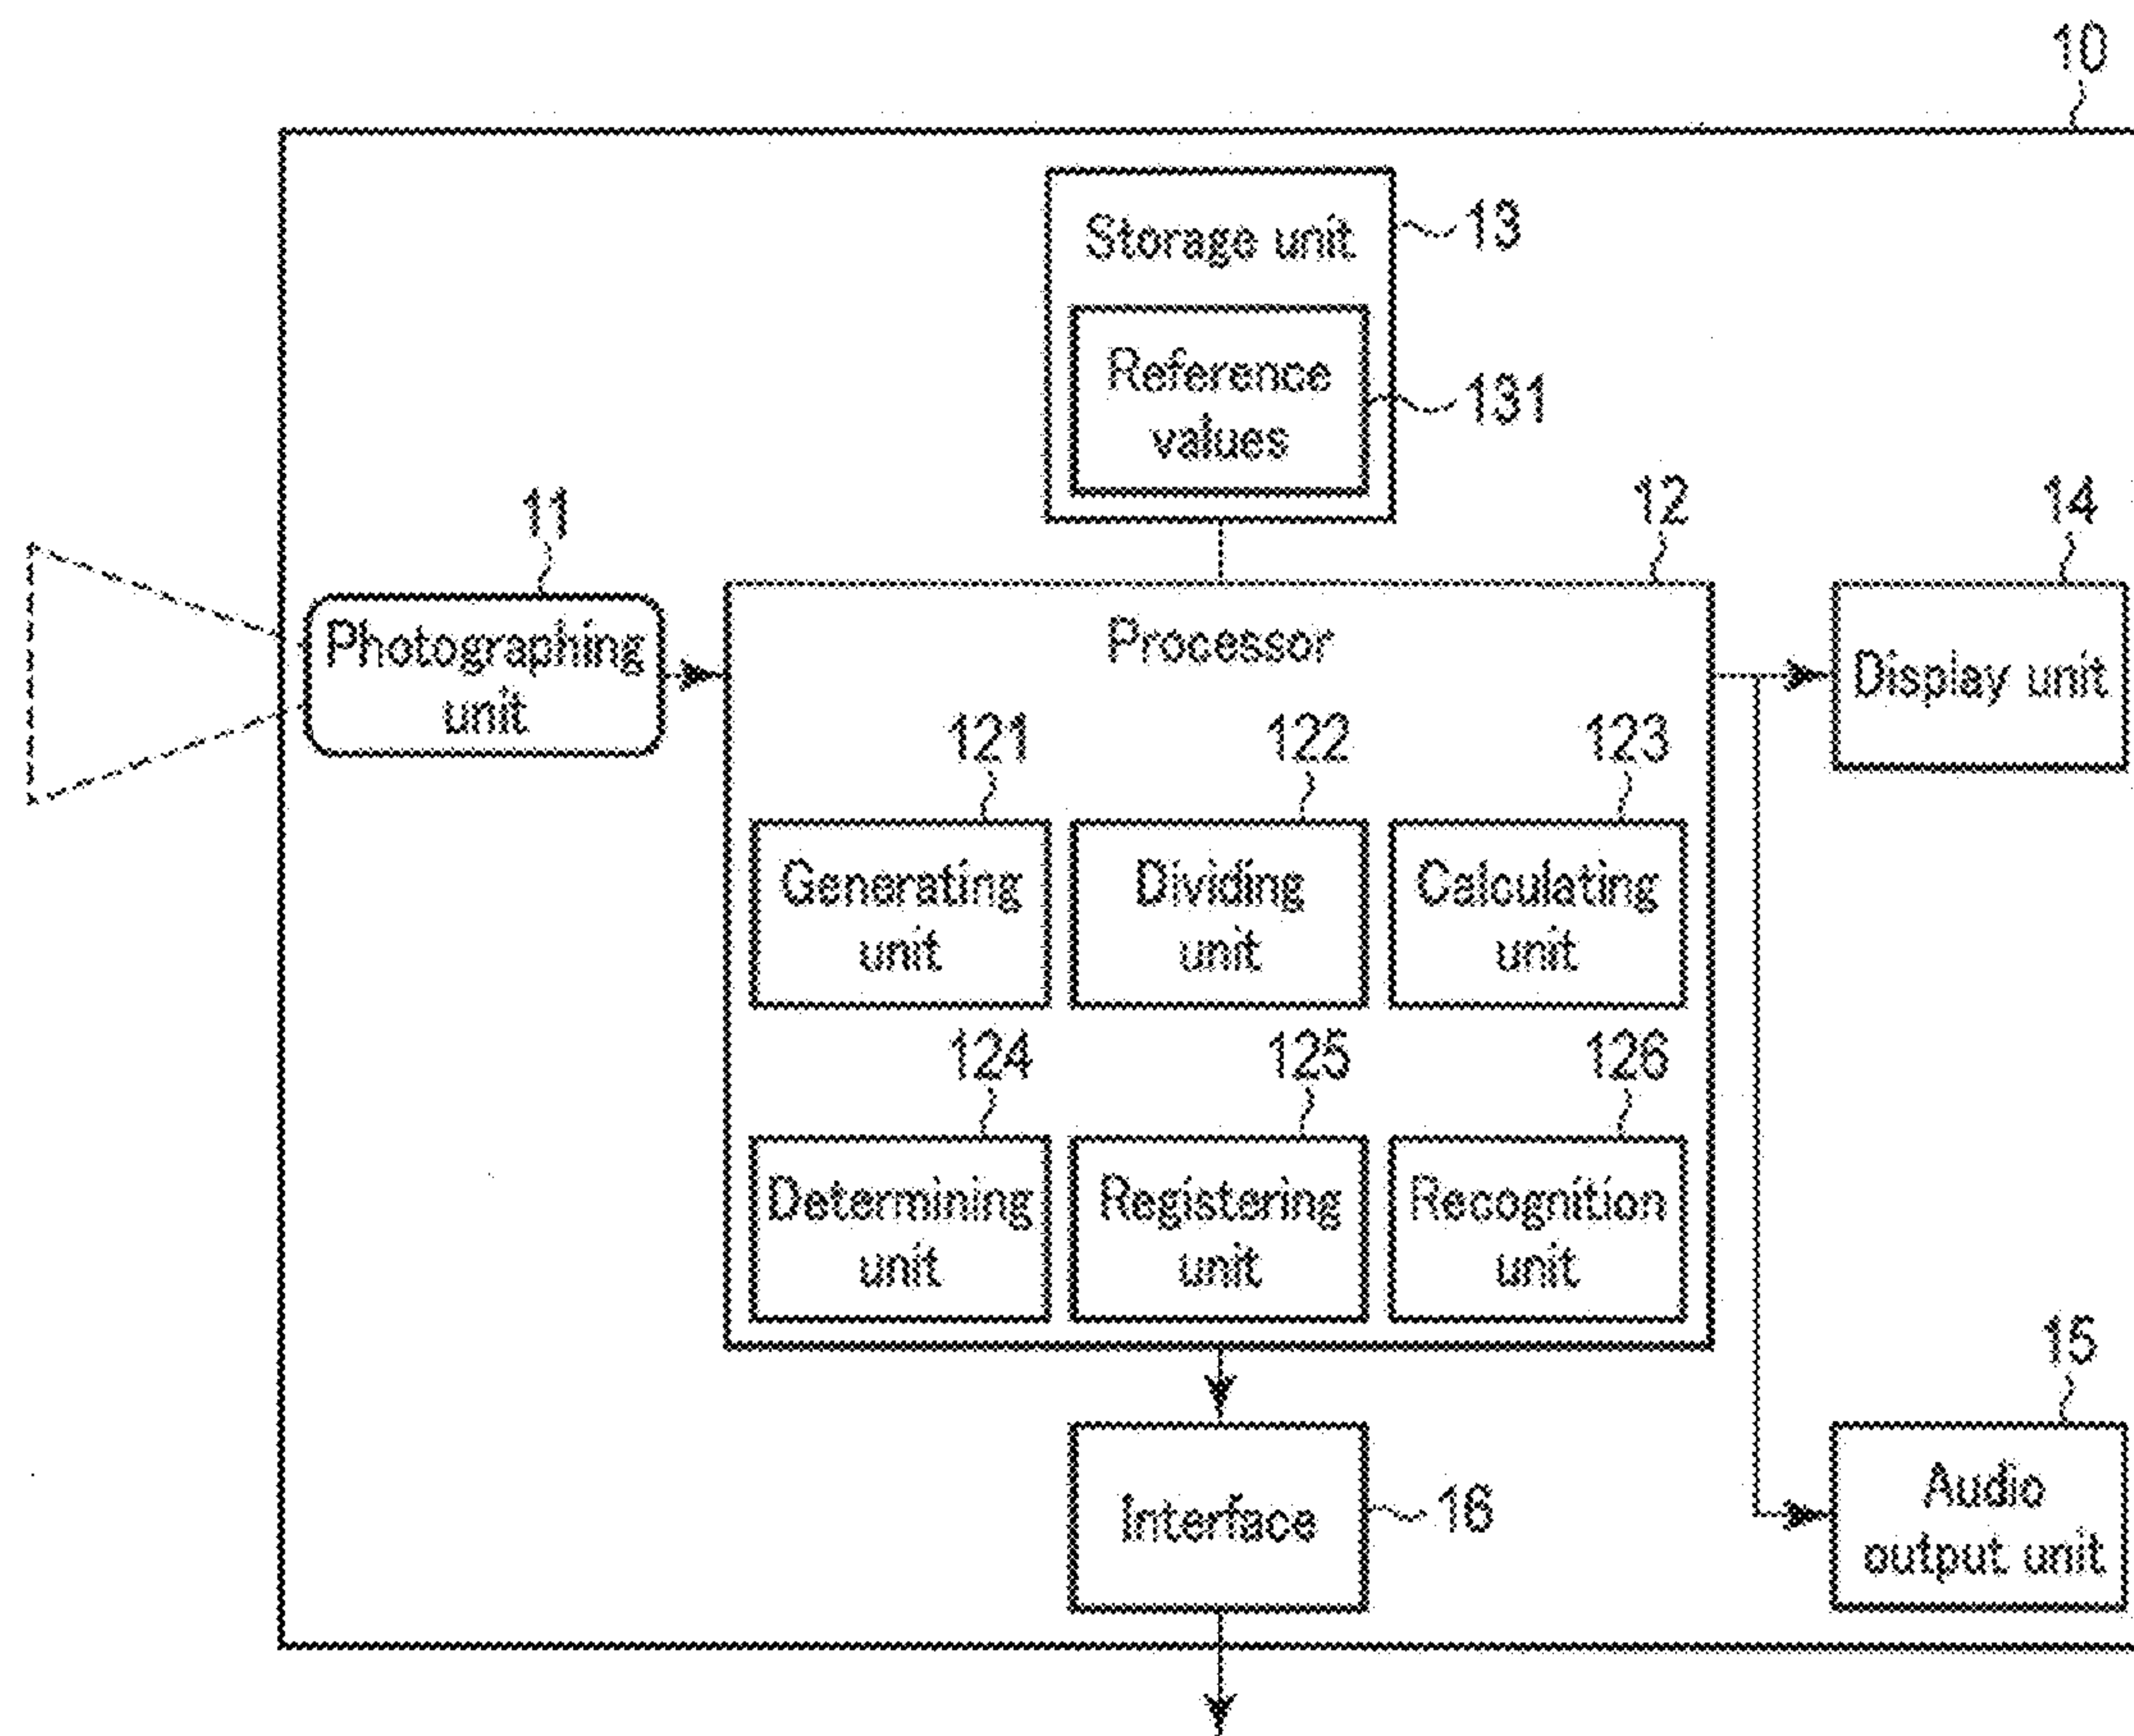 10
Storage unit
13
Reference
values
131
11
Photographing
unit
12
Processor
14
Display unit
121
122
123
Generating
unit
Dividing
unit
Calculating
unit
124
125
126
Determining
unit
Registering
unit
Recognition
unit
15
Audio
output unit
Interface
16